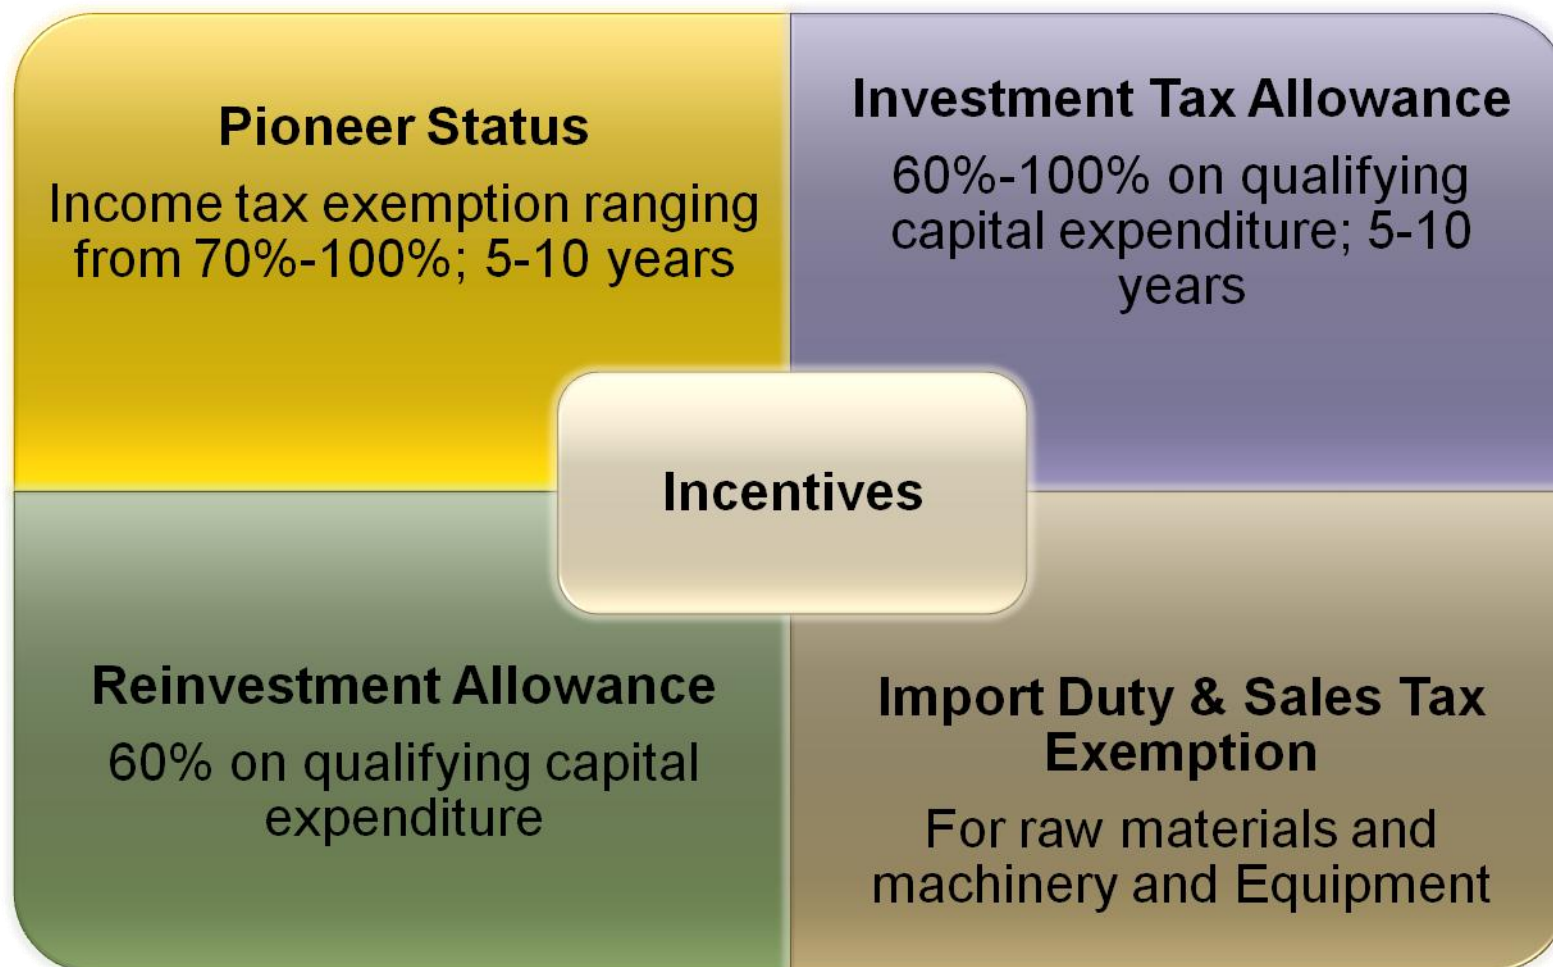 Pioneer Status
Income tax exemption ranging
from 70%-100%; 5-10 years
Investment Tax Allowance
60%-100% on qualifying
capital expenditure; 5-10
years
Incentives
Reinvestment Allowance
60% on qualifying capital
expenditure
Import Duty & Sales Tax
Exemption
For raw materials and
machinery and Equipment